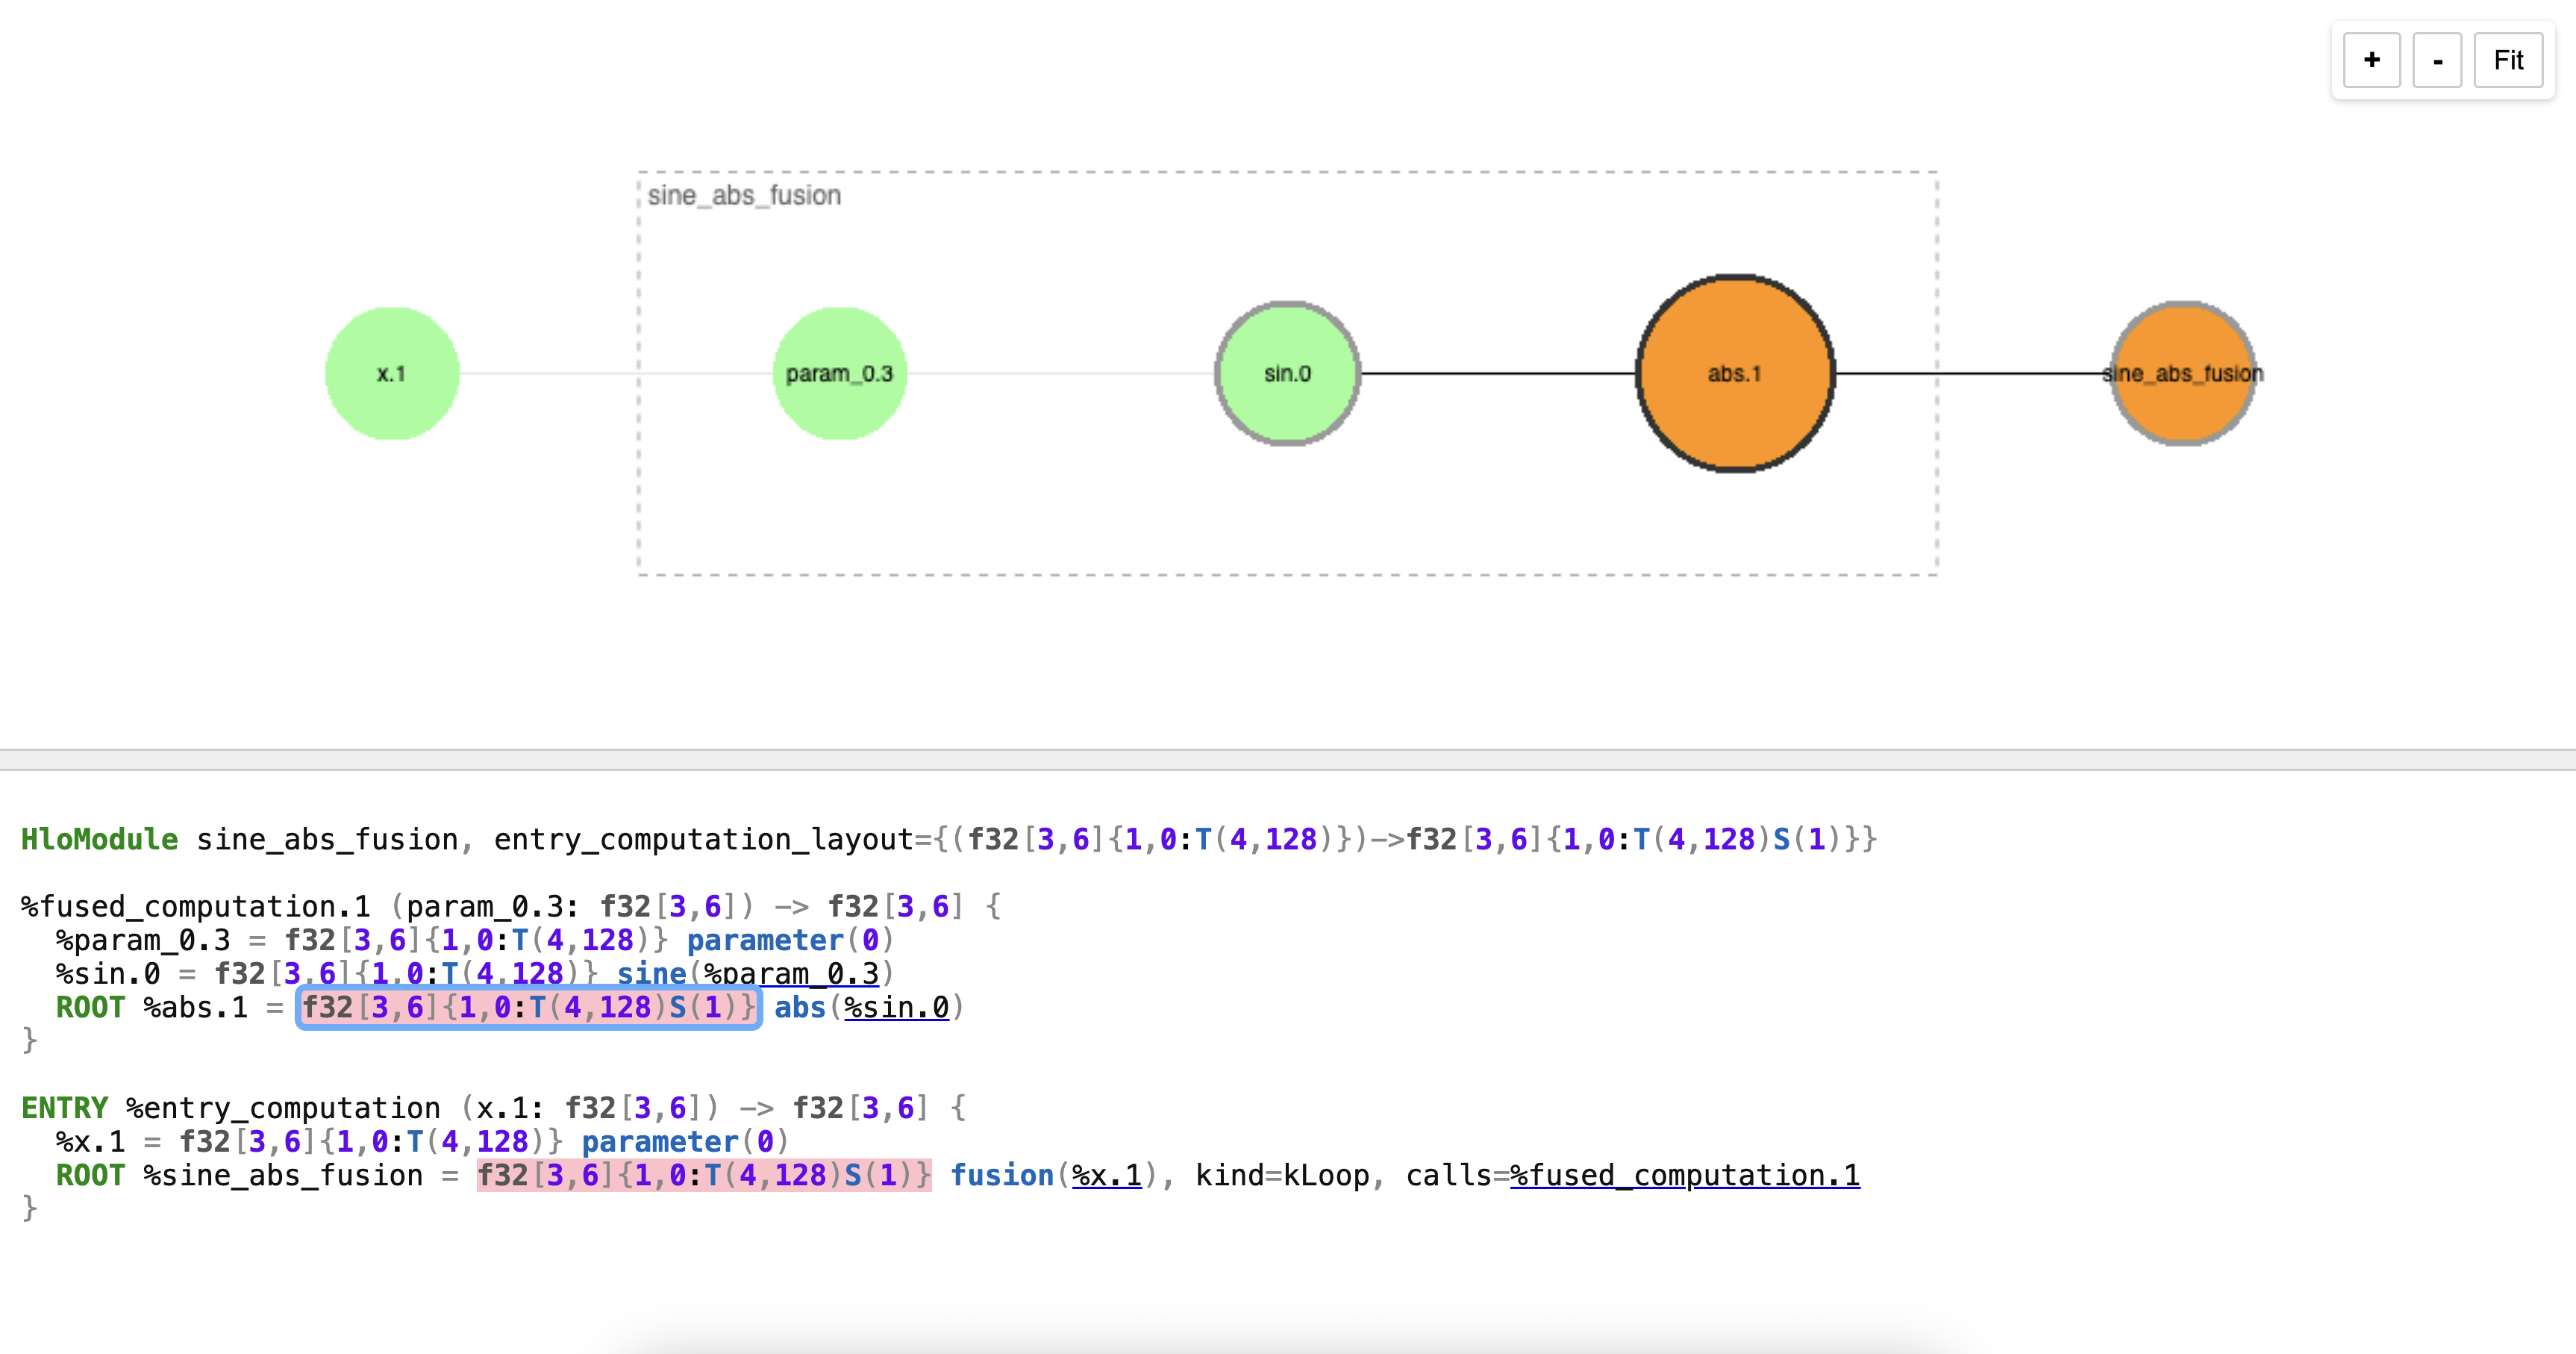 + - Fit
sine_abs_fusion
x.1 param_0.3 sin.0 abs.1 sine_abs_fusion
HloModule sine_abs_fusion, entry_computation_layout={(f32[3,6]{1,0:T(4,128)})->f32[3,6]{1,0:T(4,128)S(1)}}
%fused_computation.1 (param_0.3: f32[3,6]) -> f32[3,6] {
  %param_0.3 = f32[3,6]{1,0:T(4,128)} parameter(0)
  %sin.0 = f32[3,6]{1,0:T(4,128)} sine(%param_0.3)
  ROOT %abs.1 = f32[3,6]{1,0:T(4,128)S(1)} abs(%sin.0)
}
ENTRY %entry_computation (x.1: f32[3,6]) -> f32[3,6] {
  %x.1 = f32[3,6]{1,0:T(4,128)} parameter(0)
  ROOT %sine_abs_fusion = f32[3,6]{1,0:T(4,128)S(1)} fusion(%x.1), kind=kLoop, calls=%fused_computation.1
}